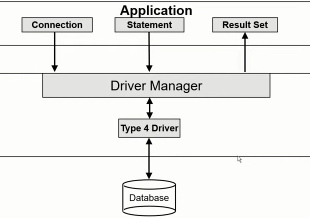 Application
Connection
Statement
Result Set
Driver Manager
Type 4 Driver
Database